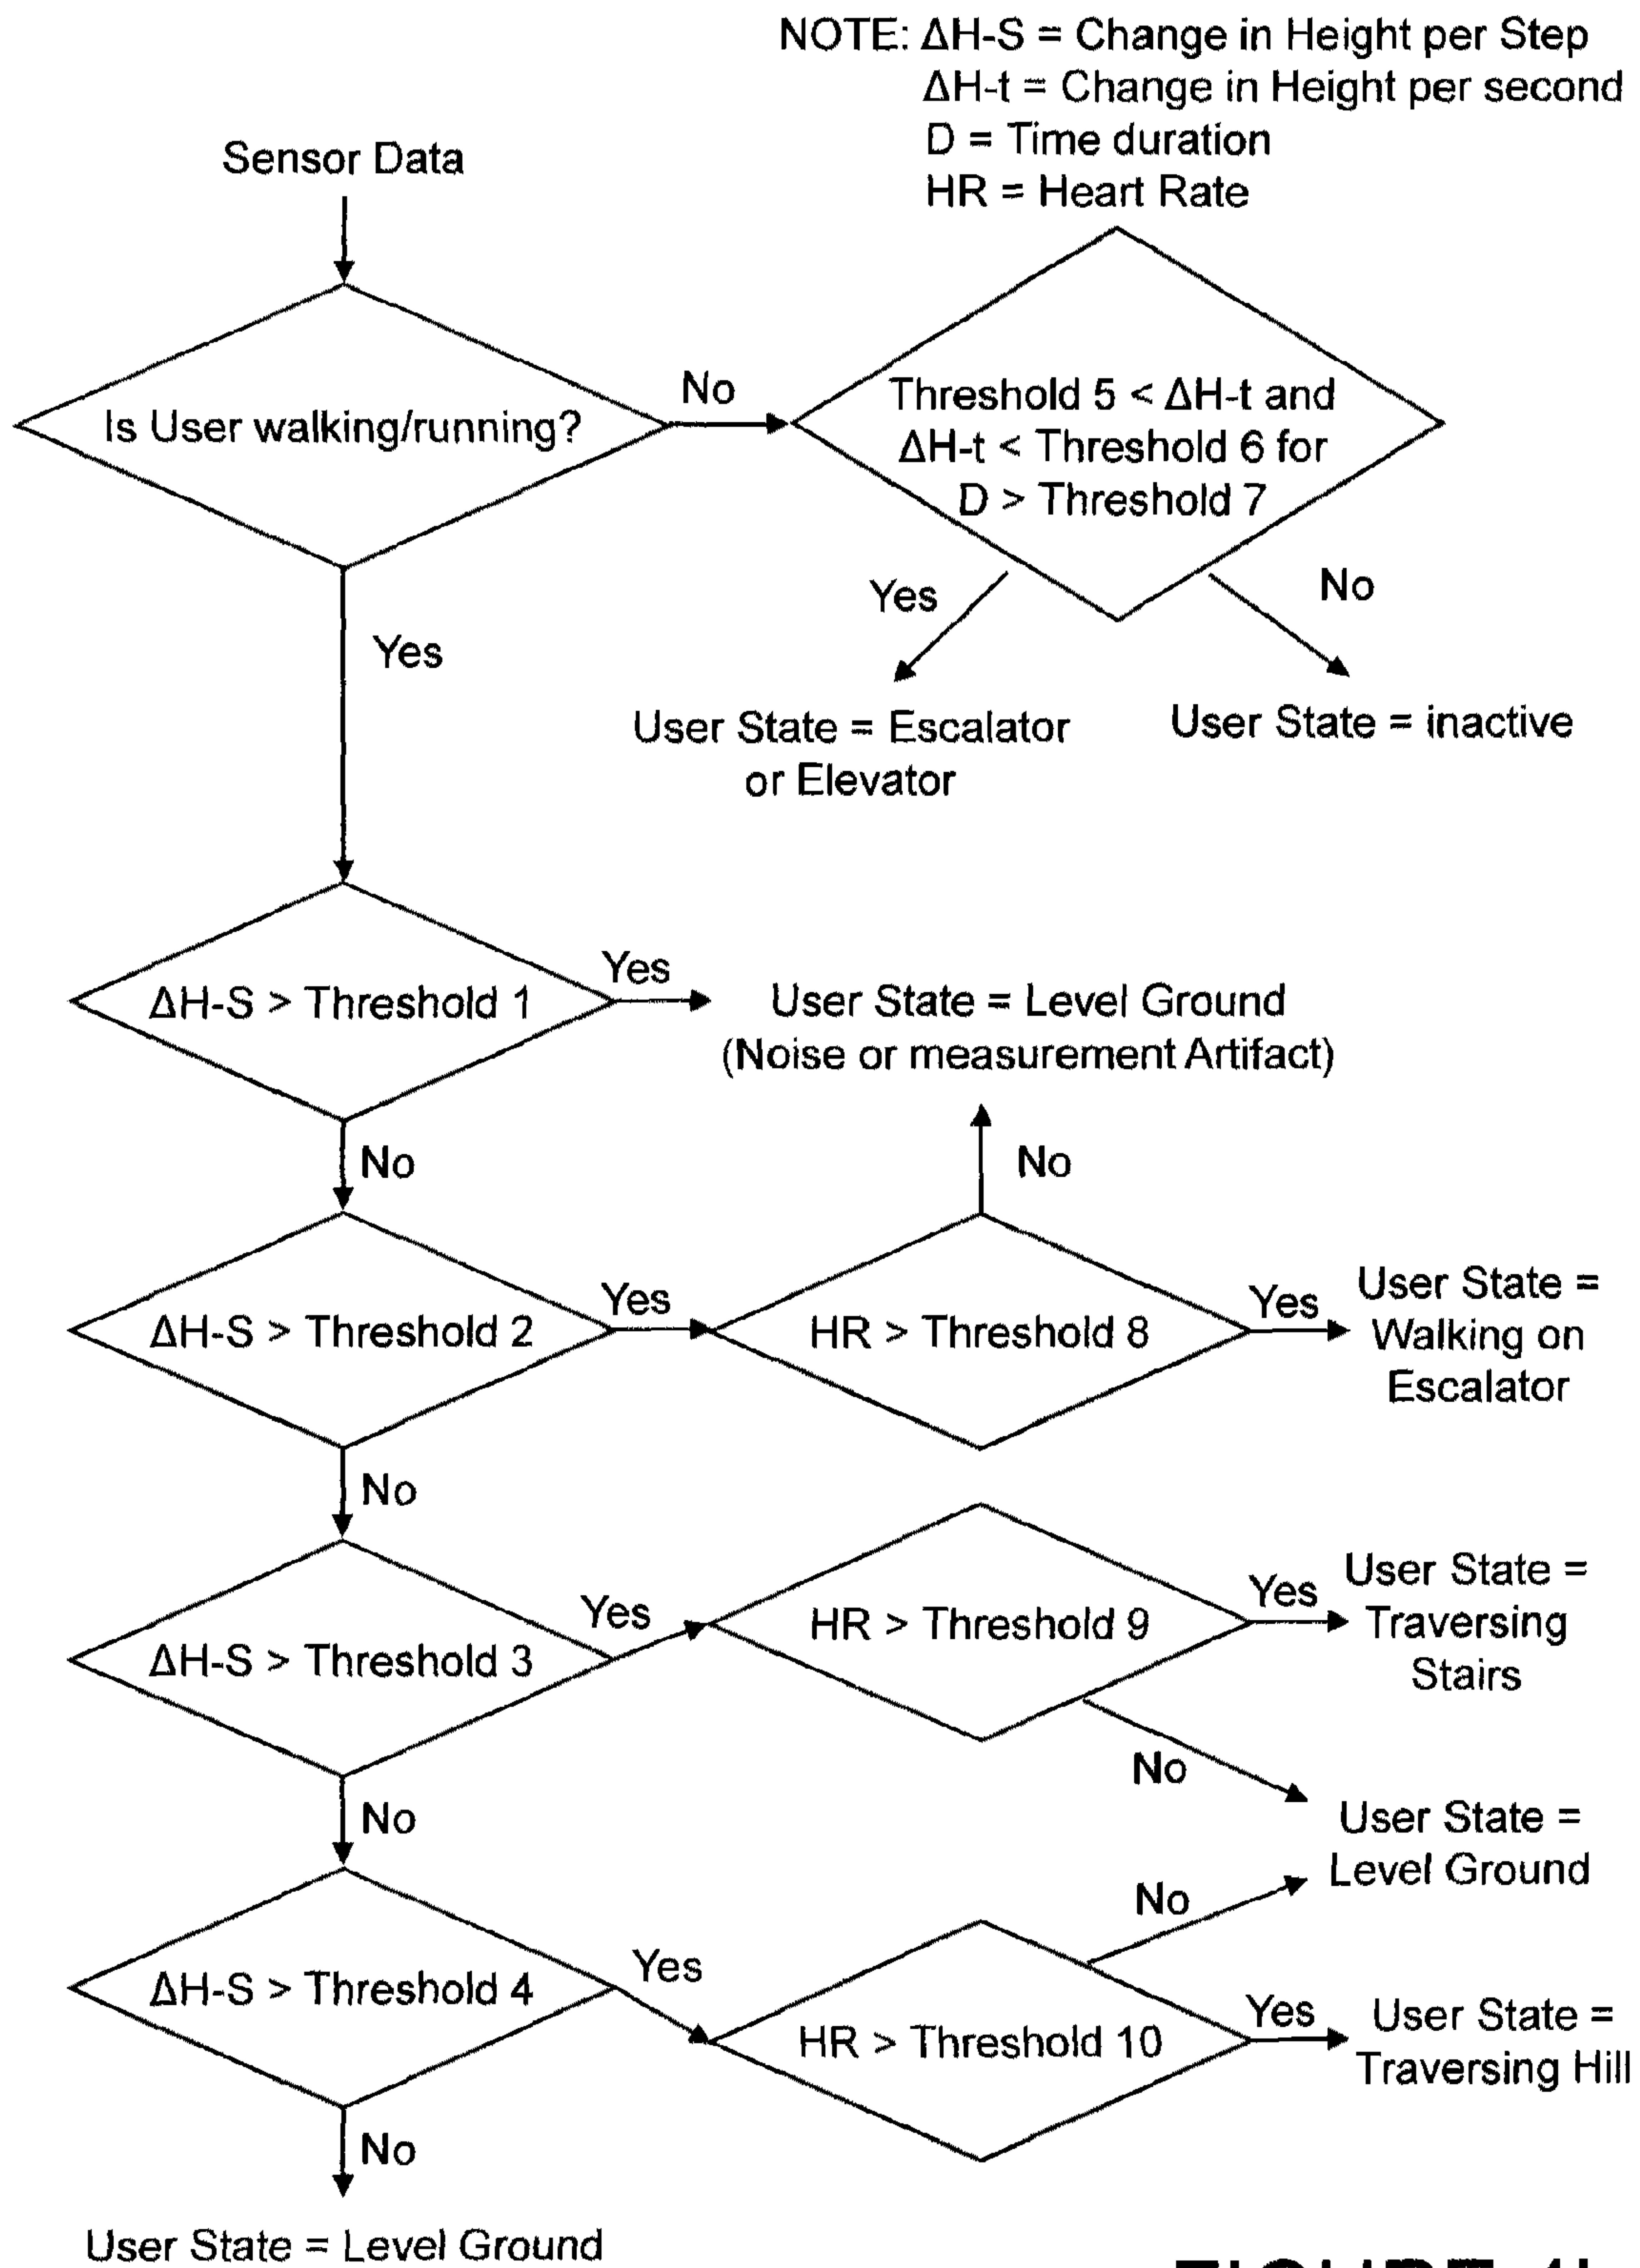 NOTE: ΔH-S = Change in Height per Step
ΔH-t = Change in Height per second
D = Time duration
HR = Heart Rate
Sensor Data
Is User walking/running?
No
Threshold 5 < ΔH-t and
ΔH-t < Threshold 6 for
D > Threshold 7
Yes
No
User State = Escalator
or Elevator
User State = inactive
Yes
ΔH-S > Threshold 1
Yes
User State = Level Ground
(Noise or measurement Artifact)
No
No
ΔH-S > Threshold 2
Yes
HR > Threshold 8
Yes
User State =
Walking on
Escalator
No
ΔH-S > Threshold 3
Yes
HR > Threshold 9
Yes
User State =
Traversing
Stairs
No
No
User State =
Level Ground
ΔH-S > Threshold 4
Yes
No
HR > Threshold 10
Yes
User State =
Traversing Hill
No
User State = Level Ground